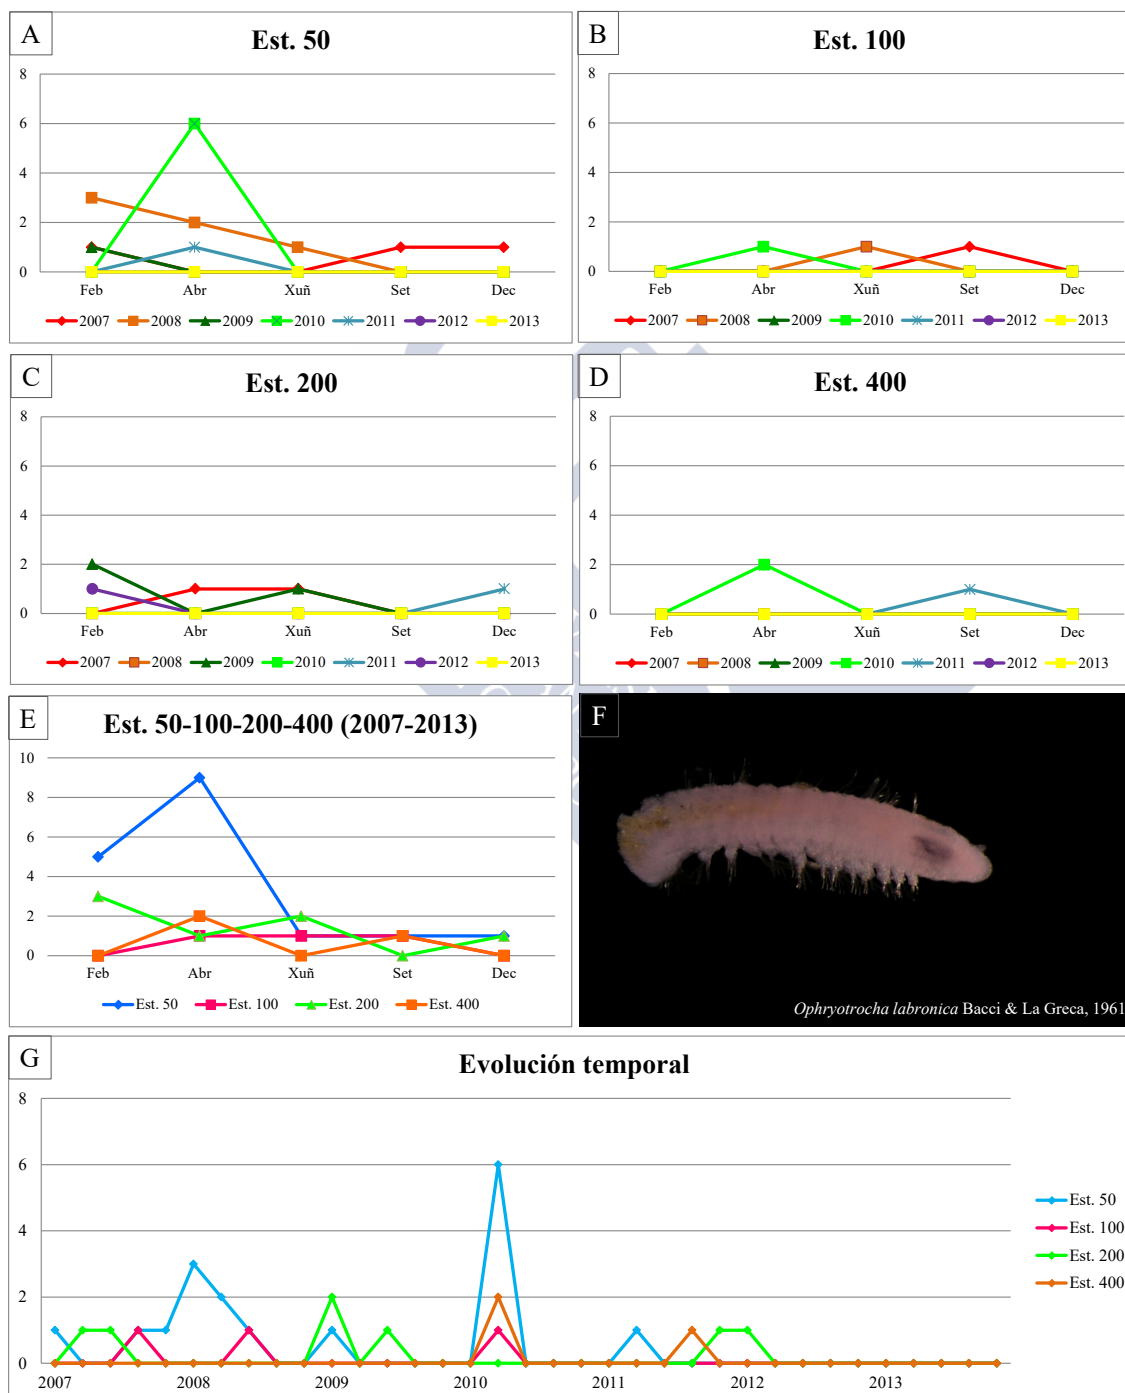 A
Est. 50
8
6
4
2
0
Feb Abr Xuñ Set Dec
2007 2008 2009 2010 2011 2012 2013
B
Est. 100
8
6
4
2
0
Feb Abr Xuñ Set Dec
2007 2008 2009 2010 2011 2012 2013
C
Est. 200
8
6
4
2
0
Feb Abr Xuñ Set Dec
2007 2008 2009 2010 2011 2012 2013
D
Est. 400
8
6
4
2
0
Feb Abr Xuñ Set Dec
2007 2008 2009 2010 2011 2012 2013
E
Est. 50-100-200-400 (2007-2013)
10
8
6
4
2
0
Feb Abr Xuñ Set Dec
Est. 50 Est. 100 Est. 200 Est. 400
F
Ophryotrocha labronica Bacci & La Greca, 1961
G
Evolución temporal
8
6
4
2
0
2007 2008 2009 2010 2011 2012 2013
Est. 50
Est. 100
Est. 200
Est. 400